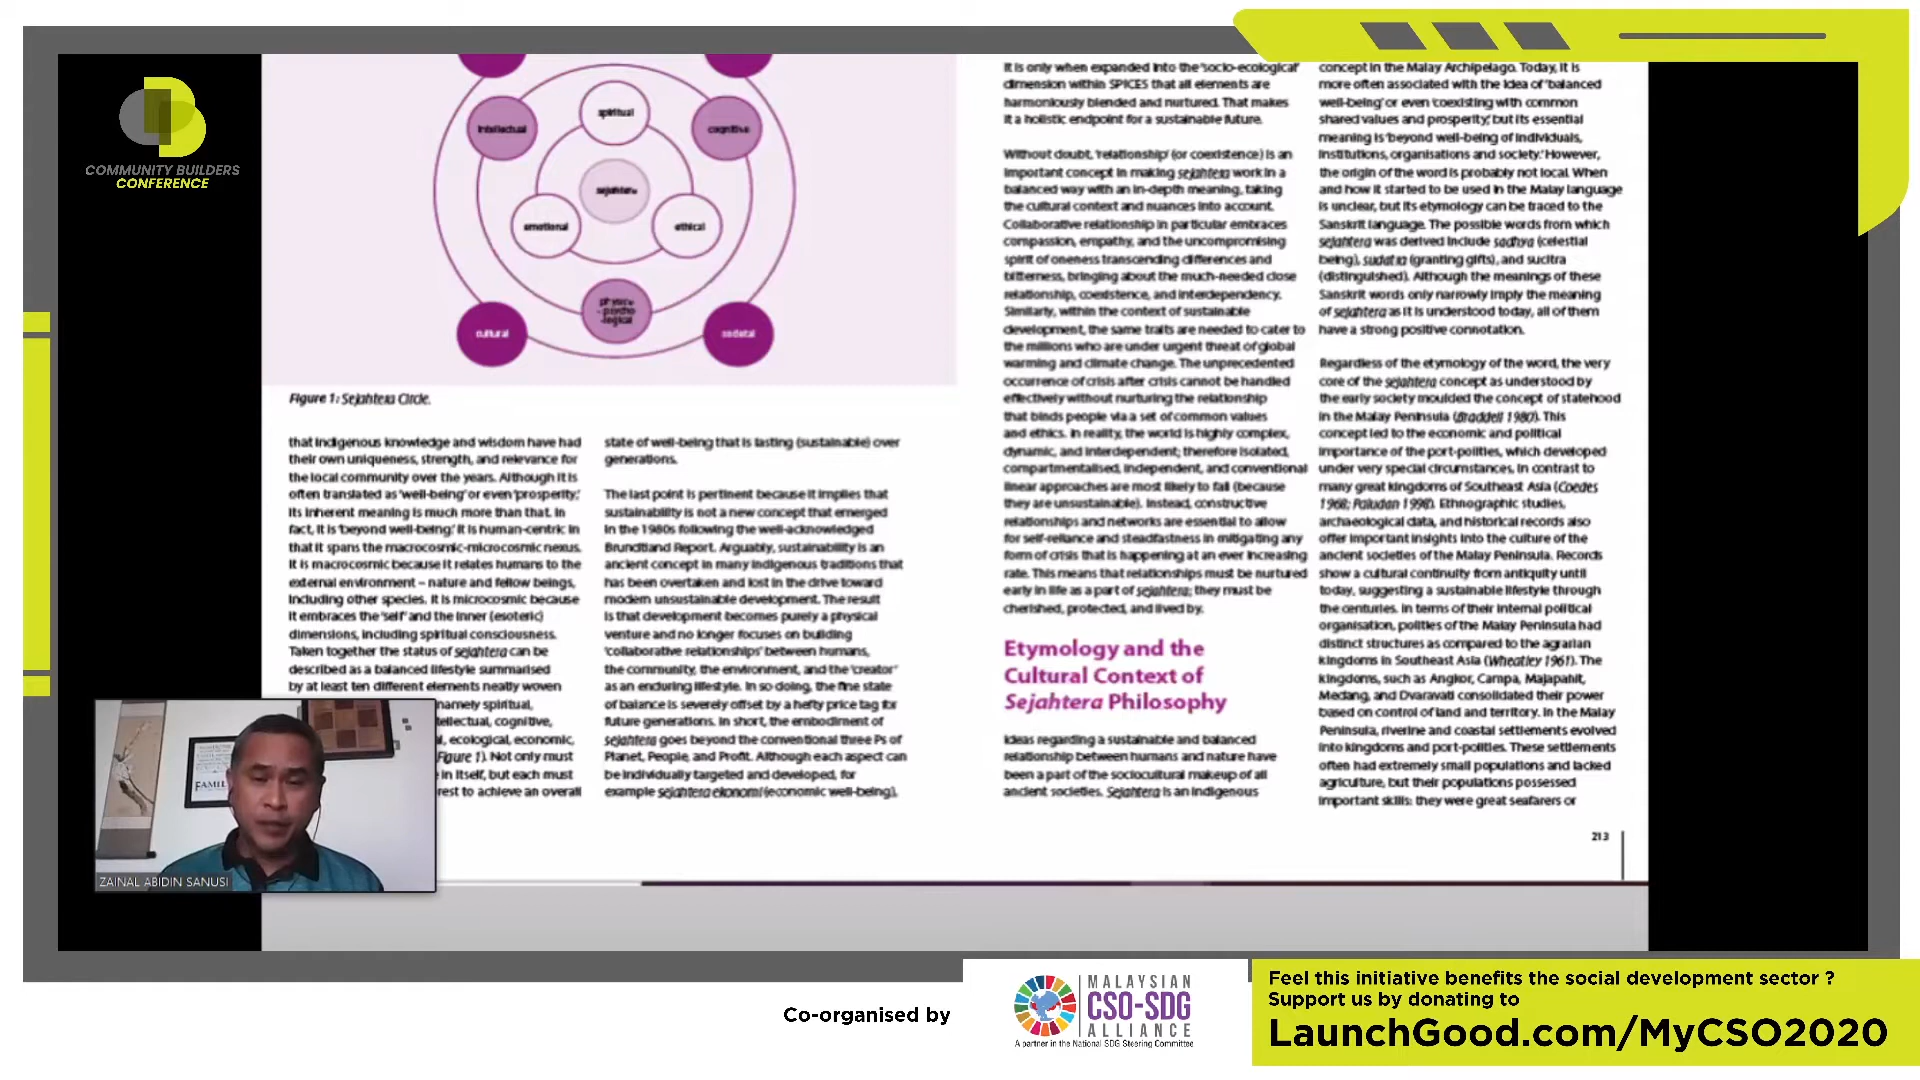 COMMUNITY BUILDERS
CONFERENCE
spiritual
intellectual
cognitive
sejahtera
emotional
ethical
physio
- psycho
-logical
cultural
societal
Figure 1: Sejahtera Circle.
that indigenous knowledge and wisdom have had
their own uniqueness, strength, and relevance for
the local community over the years. Although it is
often translated as 'well-being' or even 'prosperity,'
its inherent meaning is much more than that. In
fact, it is 'beyond well-being.' It is human-centric in
that it spans the macrocosmic-microcosmic nexus.
It is macrocosmic because it relates humans to the
external environment – nature and fellow beings,
including other species. It is microcosmic because
it embraces the 'self' and the inner (esoteric)
dimensions, including spiritual consciousness.
Taken together the status of sejahtera can be
described as a balanced lifestyle summarised
by at least ten different elements neatly woven
namely spiritual,
tellectual, cognitive,
l, ecological, economic,
Figure 1). Not only must
in itself, but each must
rest to achieve an overall
state of well-being that is lasting (sustainable) over
generations.
The last point is pertinent because it implies that
sustainability is not a new concept that emerged
in the 1980s following the well-acknowledged
Brundtland Report. Arguably, sustainability is an
ancient concept in many indigenous traditions that
has been overtaken and lost in the drive toward
modern unsustainable development. The result
is that development becomes purely a physical
venture and no longer focuses on building
'collaborative relationships' between humans,
the community, the environment, and the 'creator'
as an enduring lifestyle. In so doing, the fine state
of balance is severely offset by a hefty price tag for
future generations. In short, the embodiment of
sejahtera goes beyond the conventional three Ps of
Planet, People, and Profit. Although each aspect can
be individually targeted and developed, for
example sejahtera ekonomi (economic well-being),
It is only when expanded into the 'socio-ecological'
dimension within SPICES that all elements are
harmoniously blended and nurtured. That makes
it a holistic endpoint for a sustainable future.
Without doubt, 'relationship' (or coexistence) is an
important concept in making sejahtera work in a
balanced way with an in-depth meaning, taking
the cultural context and nuances into account.
Collaborative relationship in particular embraces
compassion, empathy, and the uncompromising
spirit of oneness transcending differences and
bitterness, bringing about the much-needed close
relationship, coexistence, and interdependency.
Similarly, within the context of sustainable
development, the same traits are needed to cater to
the millions who are under urgent threat of global
warming and climate change. The unprecedented
occurrence of crisis after crisis cannot be handled
effectively without nurturing the relationship
that binds people via a set of common values
and ethics. In reality, the world is highly complex,
dynamic, and interdependent; therefore isolated,
compartmentalised, independent, and conventional
linear approaches are most likely to fail (because
they are unsustainable). Instead, constructive
relationships and networks are essential to allow
for self-reliance and steadfastness in mitigating any
form of crisis that is happening at an ever increasing
rate. This means that relationships must be nurtured
early in life as a part of sejahtera; they must be
cherished, protected, and lived by.
Etymology and the
Cultural Context of
Sejahtera Philosophy
Ideas regarding a sustainable and balanced
relationship between humans and nature have
been a part of the sociocultural makeup of all
ancient societies. Sejahtera is an indigenous
concept in the Malay Archipelago. Today, it is
more often associated with the idea of 'balanced
well-being' or even 'coexisting with common
shared values and prosperity,' but its essential
meaning is 'beyond well-being of individuals,
institutions, organisations and society.' However,
the origin of the word is probably not local. When
and how it started to be used in the Malay language
is unclear, but its etymology can be traced to the
Sanskrit language. The possible words from which
sejahtera was derived include sadhya (celestial
being), sudatta (granting gifts), and sucitra
(distinguished). Although the meanings of these
Sanskrit words only narrowly imply the meaning
of sejahtera as it is understood today, all of them
have a strong positive connotation.
Regardless of the etymology of the word, the very
core of the sejahtera concept as understood by
the early society moulded the concept of statehood
in the Malay Peninsula (Braddell 1980). This
concept led to the economic and political
importance of the port-polities, which developed
under very special circumstances, in contrast to
many great kingdoms of Southeast Asia (Coedes
1968; Paludan 1998). Ethnographic studies,
archaeological data, and historical records also
offer important insights into the culture of the
ancient societies of the Malay Peninsula. Records
show a cultural continuity from antiquity until
today, suggesting a sustainable lifestyle through
the centuries. In terms of their internal political
organisation, polities of the Malay Peninsula had
distinct structures as compared to the agrarian
kingdoms in Southeast Asia (Wheatley 1961). The
kingdoms, such as Angkor, Campa, Majapahit,
Medang, and Dvaravati consolidated their power
based on control of land and territory. In the Malay
Peninsula, riverine and coastal settlements evolved
into kingdoms and port-polities. These settlements
often had extremely small populations and lacked
agriculture, but their populations possessed
important skills: they were great seafarers or
213
FAMIL
ZAINAL ABIDIN SANUSI
Co-organised by
MALAYSIAN
CSO-SDG
ALLIANCE
A partner in the National SDG Steering Committee
Feel this initiative benefits the social development sector ?
Support us by donating to
LaunchGood.com/MyCSO2020